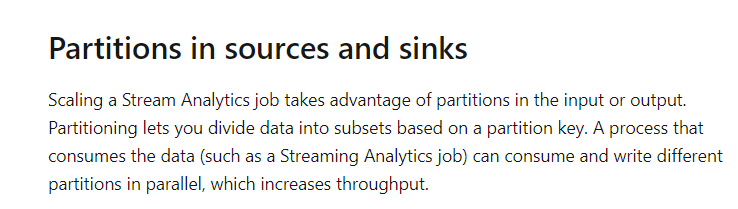 Partitions in sources and sinks
Scaling a Stream Analytics job takes advantage of partitions in the input or output.
Partitioning lets you divide data into subsets based on a partition key. A process that
consumes the data (such as a Streaming Analytics job) can consume and write different
partitions in parallel, which increases throughput.